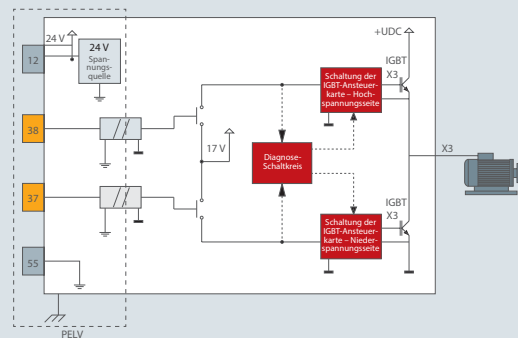 +UDC
24 V
24 V
Span-
nungs-
quelle
12
IGBT
X3
Schaltung der
IGBT-Ansteuer-
karte – Hoch-
spannungsseite
38
17 V
Diagnose-
Schaltkreis
X3
37
IGBT
X3
Schaltung der
IGBT-Ansteuer-
karte – Nieder-
spannungsseite
55
PELV